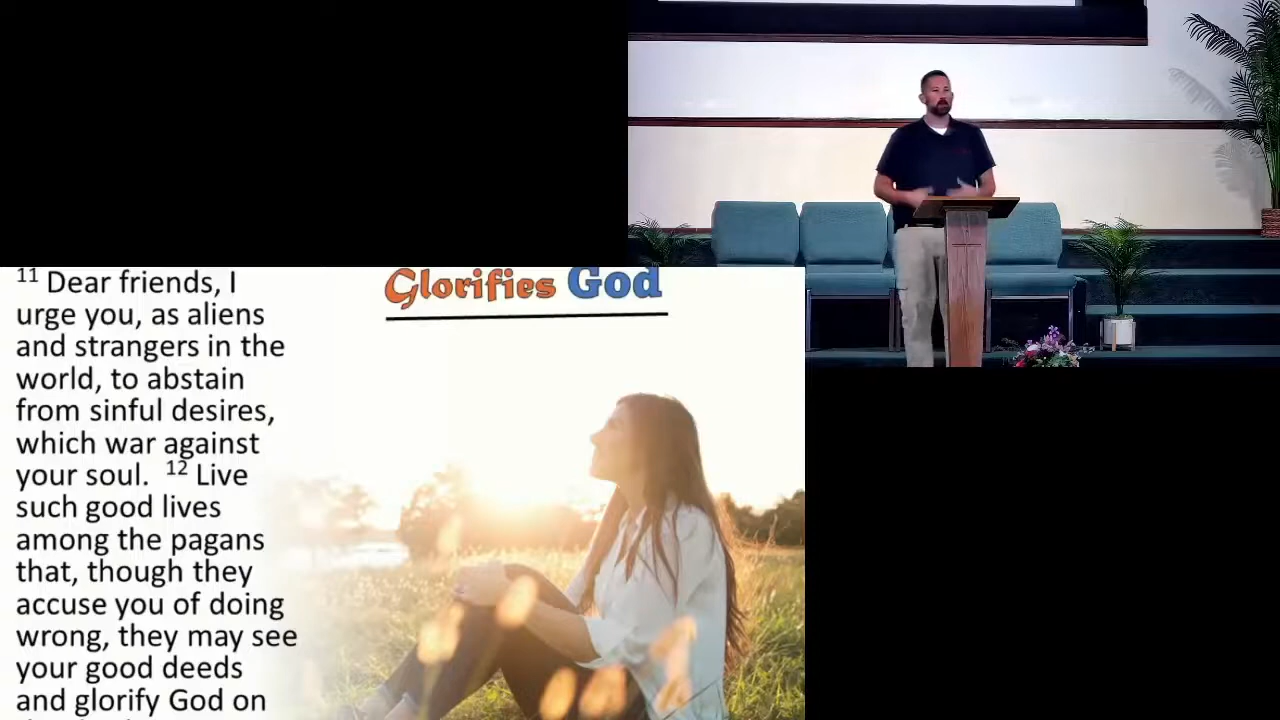 Glorifies God
11 Dear friends, I
urge you, as aliens
and strangers in the
world, to abstain
from sinful desires,
which war against
your soul. 12 Live
such good lives
among the pagans
that, though they
accuse you of doing
wrong, they may see
your good deeds
and glorify God on